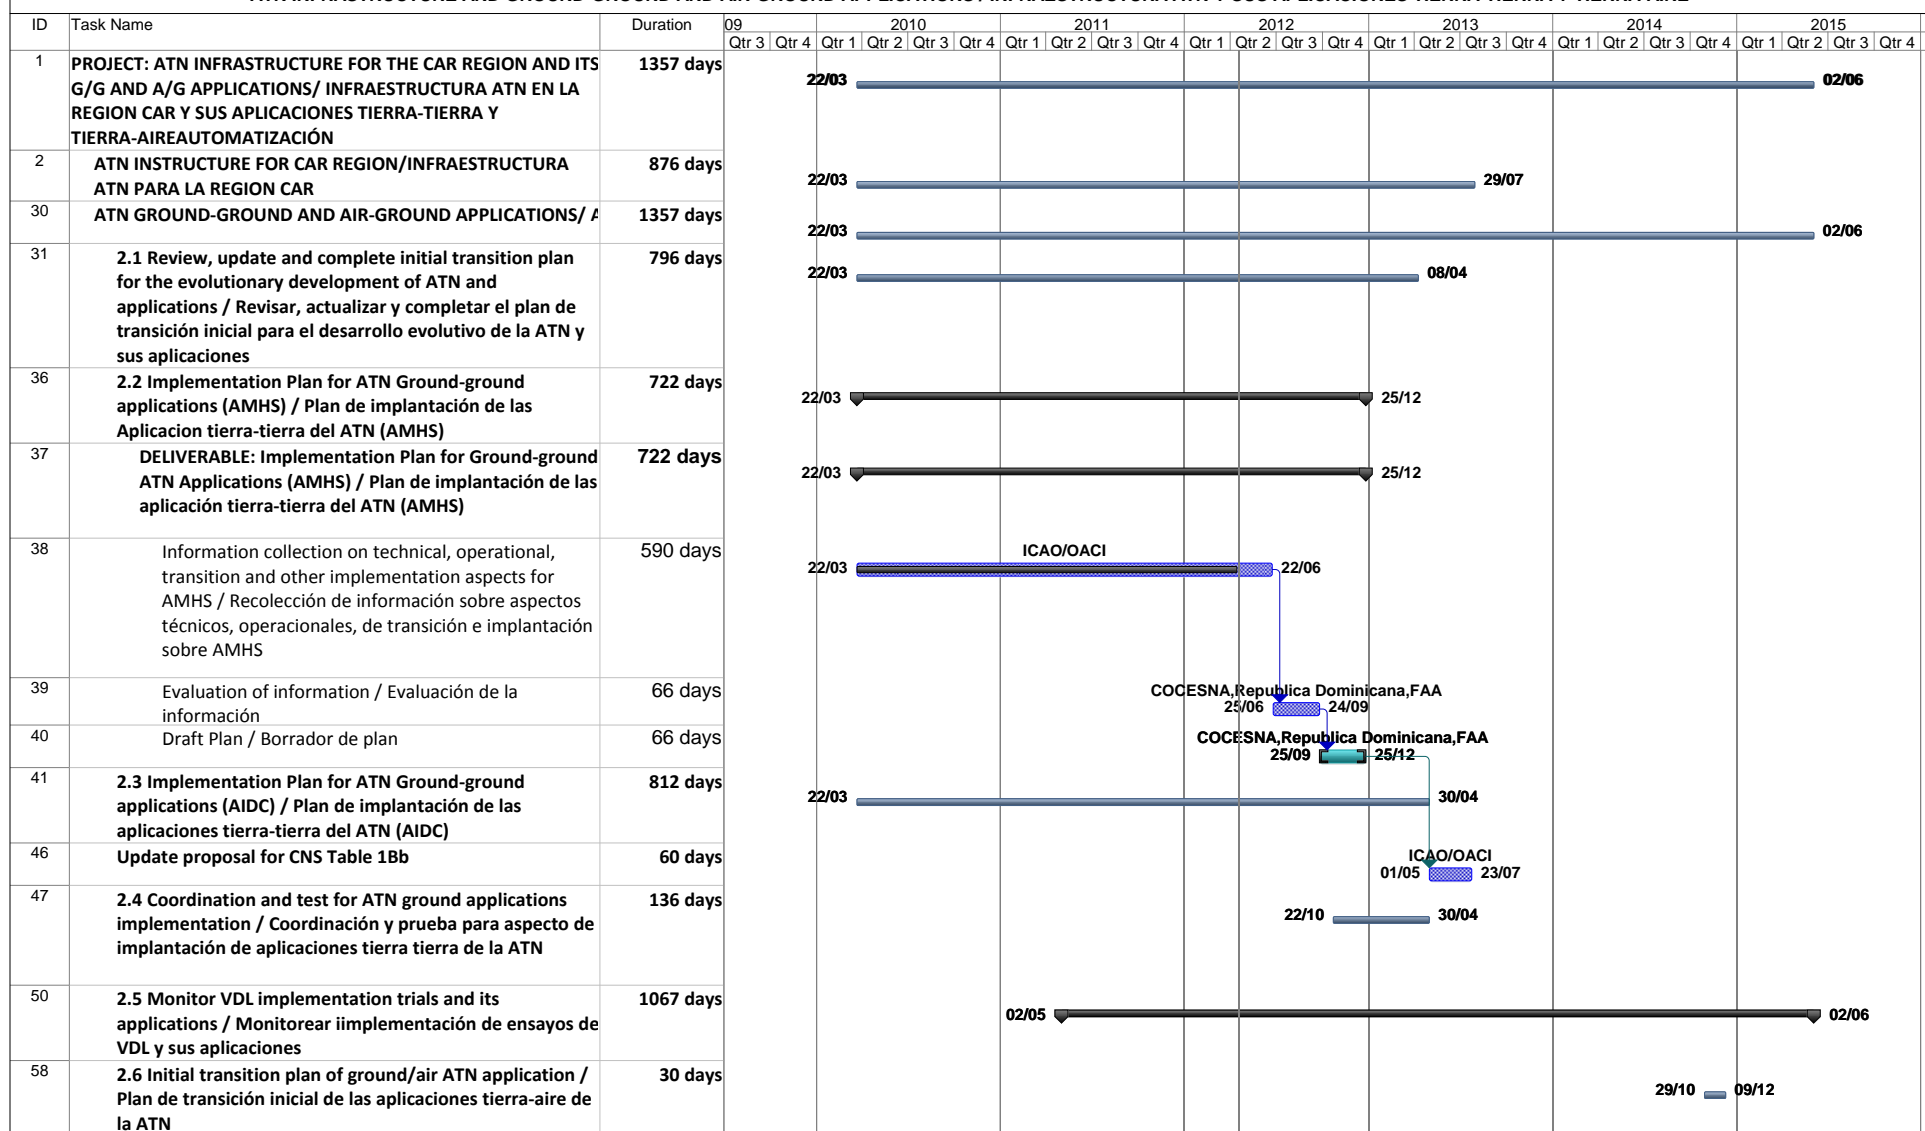 ID Task Name Duration 09 2010 2011 2012 2013 2014 2015
Qtr 3 Qtr 4 Qtr 1 Qtr 2 Qtr 3 Qtr 4 Qtr 1 Qtr 2 Qtr 3 Qtr 4 Qtr 1 Qtr 2 Qtr 3 Qtr 4 Qtr 1 Qtr 2 Qtr 3 Qtr 4 Qtr 1 Qtr 2 Qtr 3 Qtr 4 Qtr 1 Qtr 2 Qtr 3 Qtr 4
1 PROJECT: ATN INFRASTRUCTURE FOR THE CAR REGION AND ITS 1357 days
G/G AND A/G APPLICATIONS/ INFRAESTRUCTURA ATN EN LA 22/03 02/06
REGION CAR Y SUS APLICACIONES TIERRA-TIERRA Y
TIERRA-AIREAUTOMATIZACIÓN
2 ATN INSTRUCTURE FOR CAR REGION/INFRAESTRUCTURA 876 days
ATN PARA LA REGION CAR 22/03 29/07
30 ATN GROUND-GROUND AND AIR-GROUND APPLICATIONS/ 1357 days
22/03 02/06
31 2.1 Review, update and complete initial transition plan 796 days
for the evolutionary development of ATN and 22/03 08/04
applications / Revisar, actualizar y completar el plan de
transición inicial para el desarrollo evolutivo de la ATN y
sus aplicaciones
36 2.2 Implementation Plan for ATN Ground-ground 722 days
applications (AMHS) / Plan de implantación de las 22/03 25/12
Aplicacion tierra-tierra del ATN (AMHS)
37 DELIVERABLE: Implementation Plan for Ground-ground 722 days
ATN Applications (AMHS) / Plan de implantación de las 22/03 25/12
aplicación tierra-tierra del ATN (AMHS)
38 Information collection on technical, operational, 590 days ICAO/OACI
transition and other implementation aspects for 22/03 22/06
AMHS / Recolección de información sobre aspectos
técnicos, operacionales, de transición e implantación
sobre AMHS
39 Evaluation of information / Evaluación de la 66 days COCESNA,Republica Dominicana,FAA
información 25/06 24/09
40 Draft Plan / Borrador de plan 66 days COCESNA,Republica Dominicana,FAA
25/09 25/12
41 2.3 Implementation Plan for ATN Ground-ground 812 days
applications (AIDC) / Plan de implantación de las 22/03 30/04
aplicaciones tierra-tierra del ATN (AIDC)
46 Update proposal for CNS Table 1Bb 60 days ICAO/OACI
01/05 23/07
47 2.4 Coordination and test for ATN ground applications 136 days
implementation / Coordinación y prueba para aspecto de 22/10 30/04
implantación de aplicaciones tierra tierra de la ATN
50 2.5 Monitor VDL implementation trials and its 1067 days
applications / Monitorear iimplementación de ensayos de 02/05 02/06
VDL y sus aplicaciones
58 2.6 Initial transition plan of ground/air ATN application / 30 days
Plan de transición inicial de las aplicaciones tierra-aire de 29/10 09/12
la ATN